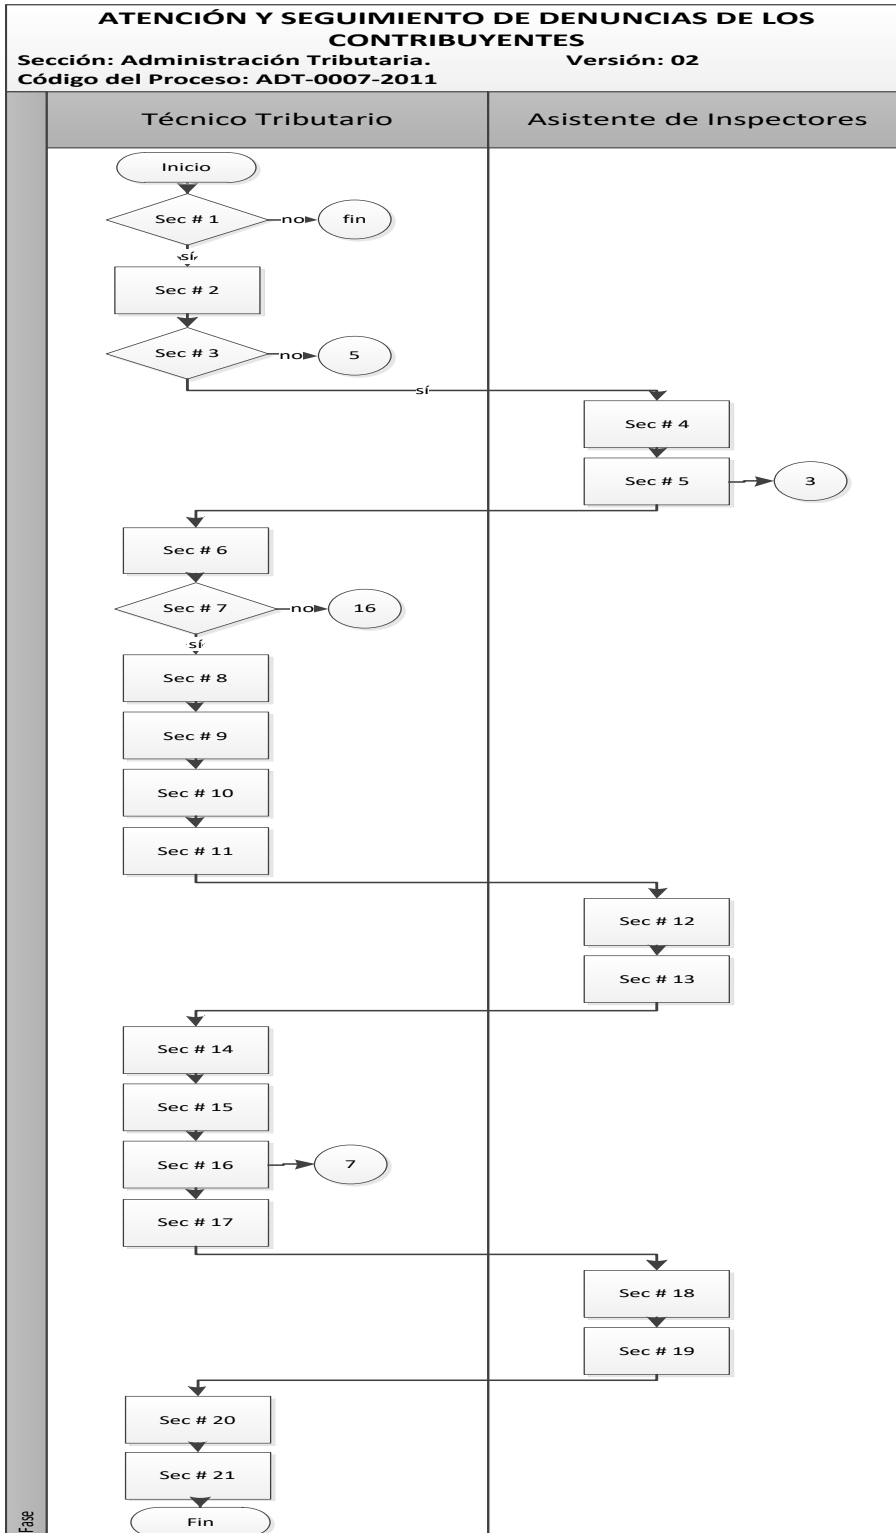 ATENCIÓN Y SEGUIMIENTO DE DENUNCIAS DE LOS
CONTRIBUYENTES
Sección: Administración Tributaria. Versión: 02
Código del Proceso: ADT-0007-2011
Técnico Tributario
Asistente de Inspectores
Inicio
Sec # 1
no
fin
sí
Sec # 2
Sec # 3
no
5
sí
Sec # 4
Sec # 5
3
Sec # 6
Sec # 7
no
16
sí
Sec # 8
Sec # 9
Sec # 10
Sec # 11
Sec # 12
Sec # 13
Sec # 14
Sec # 15
Sec # 16
7
Sec # 17
Sec # 18
Sec # 19
Sec # 20
Sec # 21
Fin
Fase